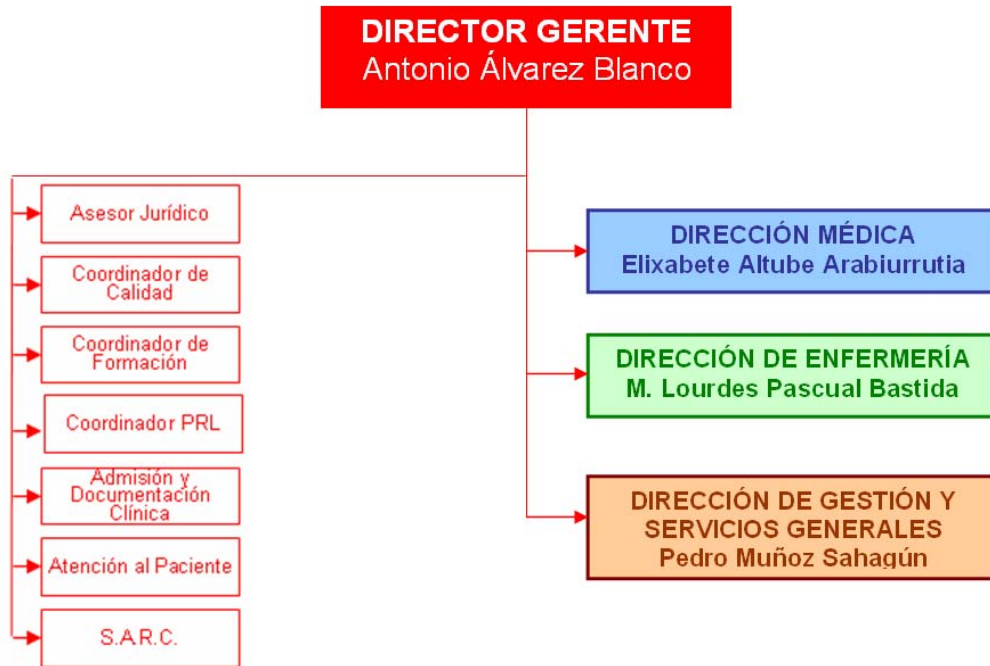 DIRECTOR GERENTE
Antonio Álvarez Blanco
Asesor Jurídico
Coordinador de
Calidad
Coordinador de
Formación
Coordinador PRL
Admisión y
Documentación
Clínica
Atención al Paciente
S.A.R.C.
DIRECCIÓN MÉDICA
Elixabete Altube Arabiurrutia
DIRECCIÓN DE ENFERMERÍA
M. Lourdes Pascual Bastida
DIRECCIÓN DE GESTIÓN Y
SERVICIOS GENERALES
Pedro Muñoz Sahagún